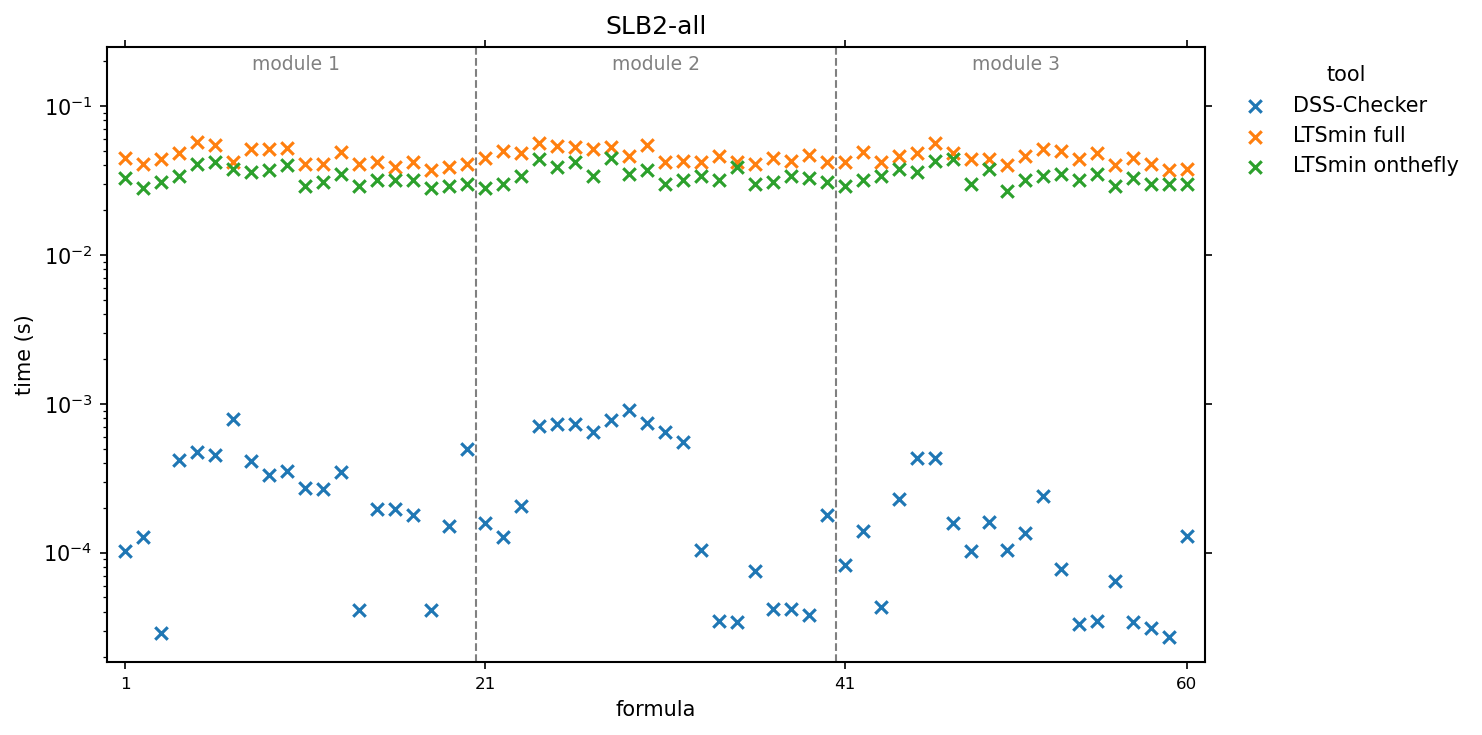 SLB2-all
module 1
module 2
module 3
tool
DSS-Checker
LTSmin full
LTSmin onthefly
time (s)
10⁻¹
10⁻²
10⁻³
10⁻⁴
1
21
41
60
formula